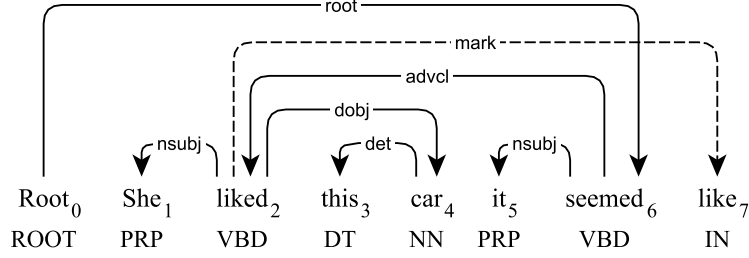 root
mark
advcl
dobj
nsubj det nsubj
Root0 She1 liked2 this3 car4 it5 seemed6 like7
ROOT PRP VBD DT NN PRP VBD IN